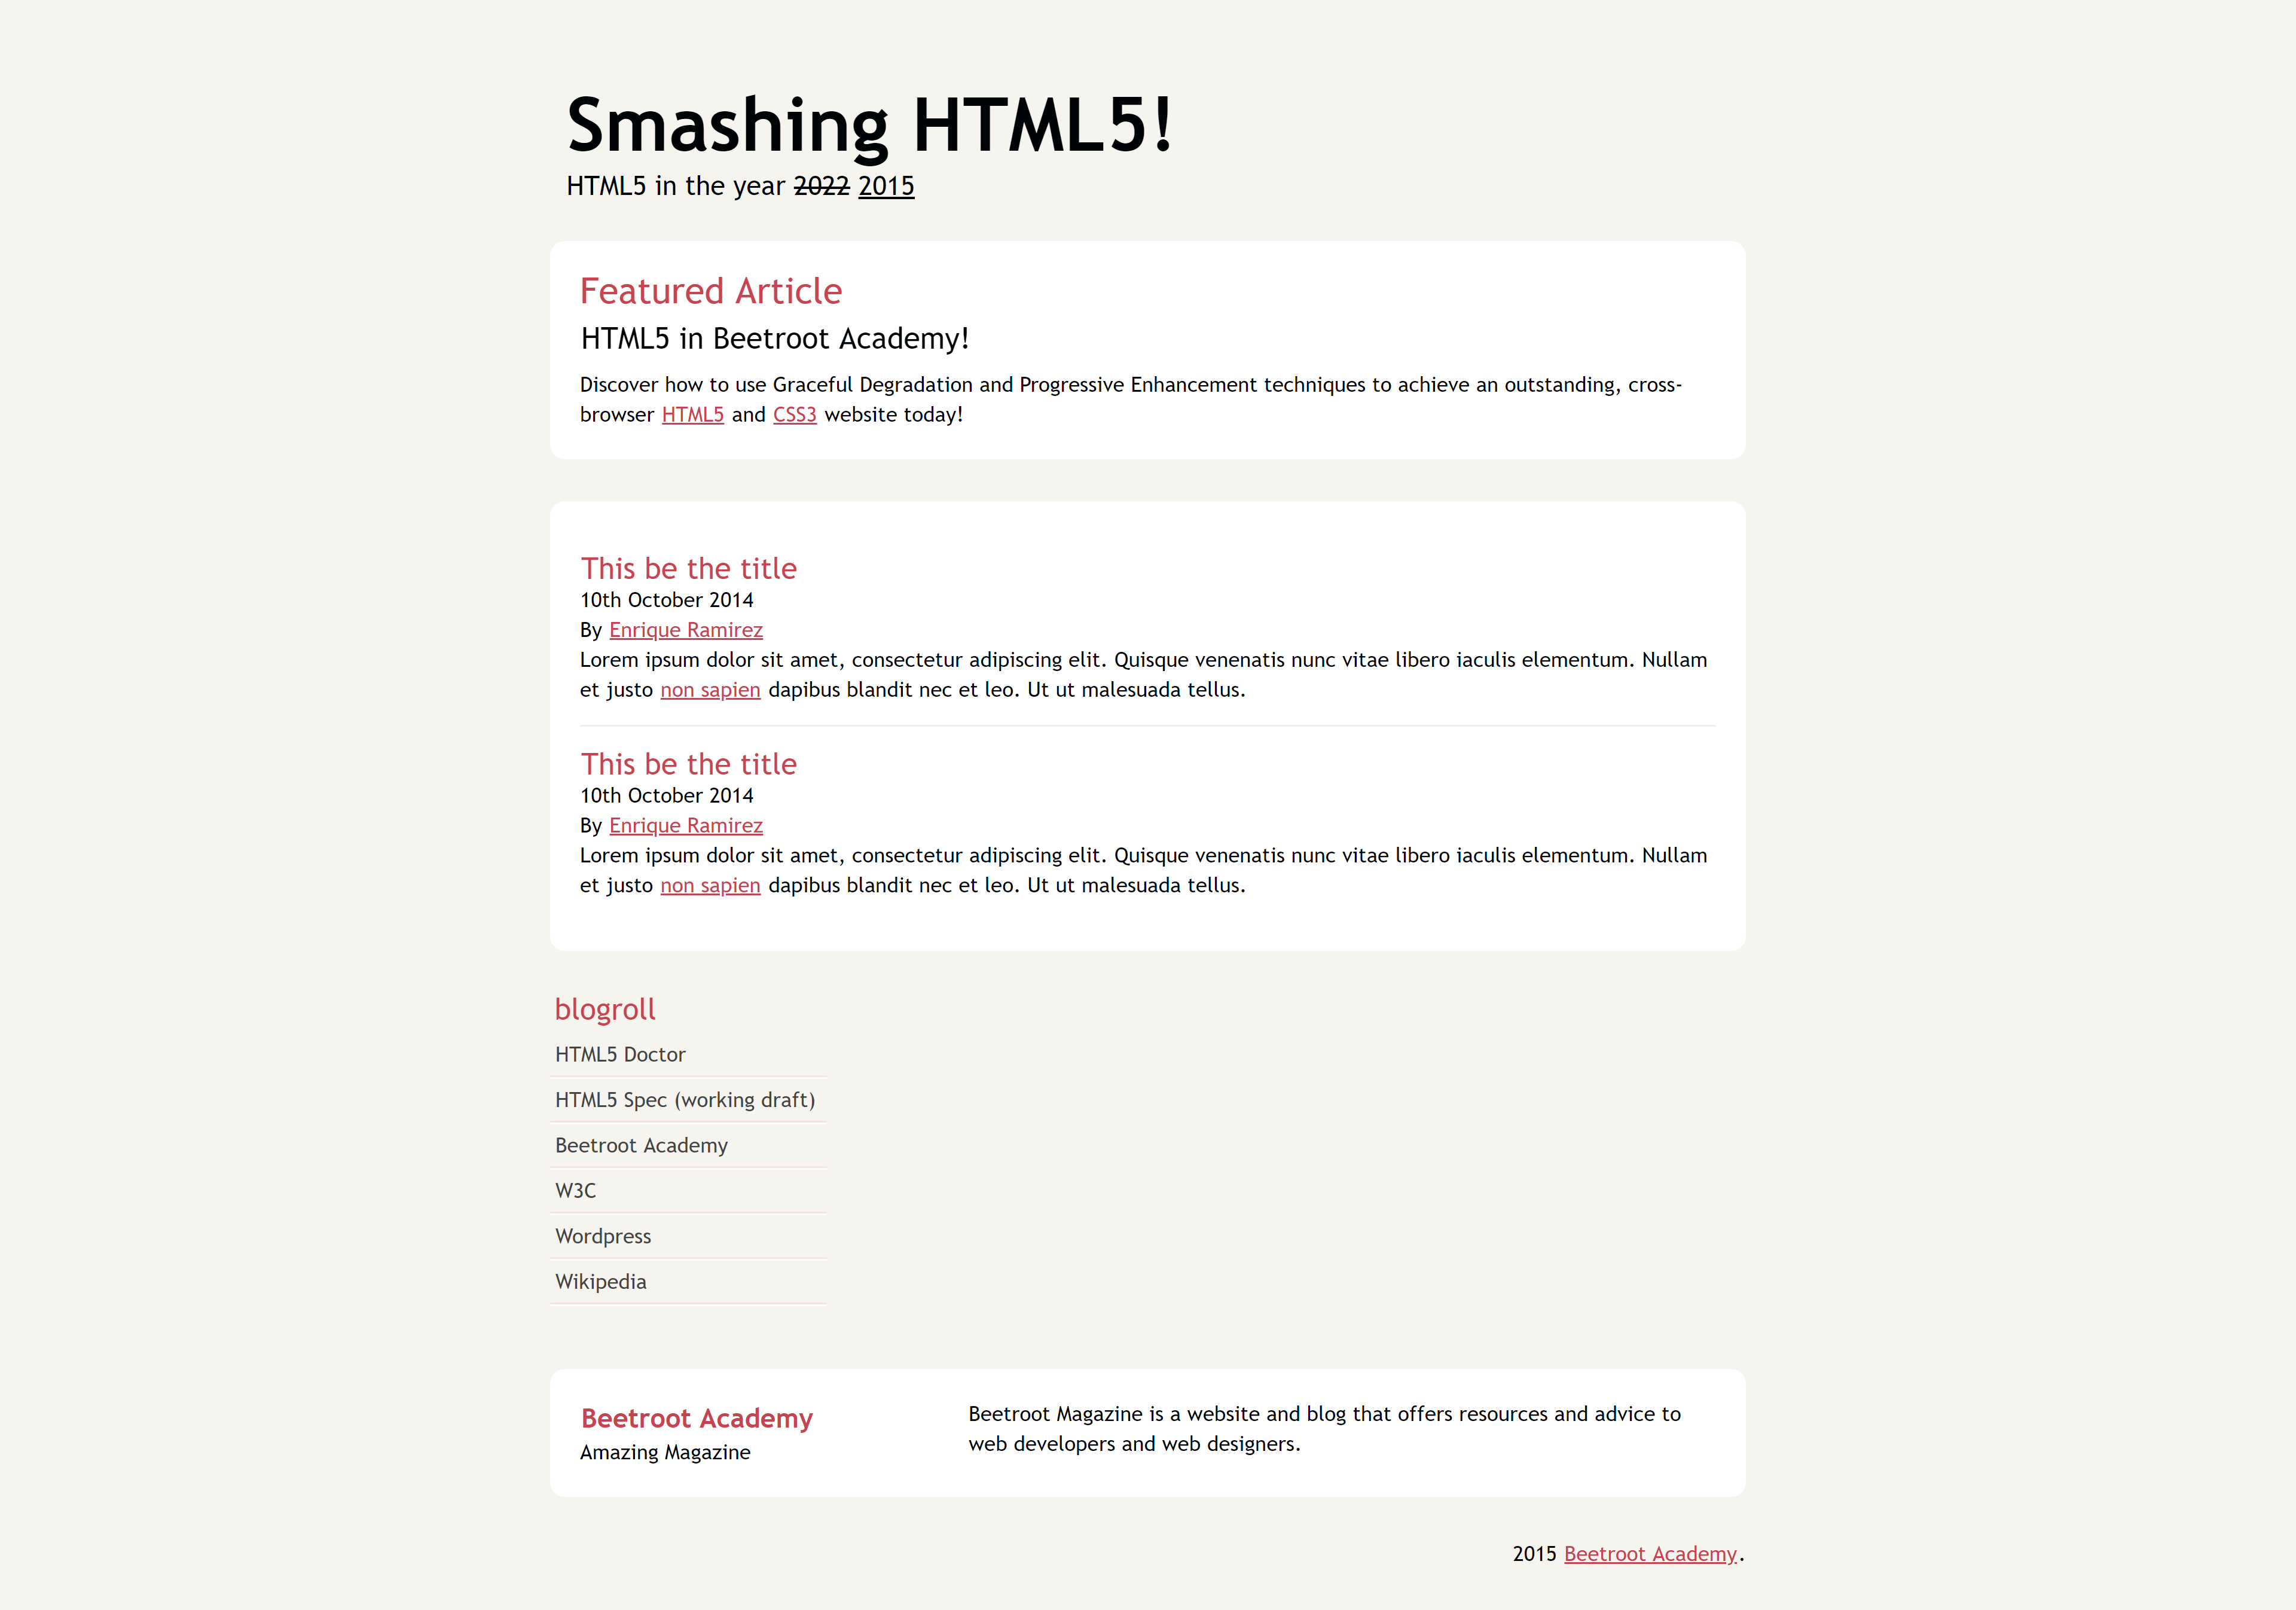 Smashing HTML5!
HTML5 in the year 2022 2015
Featured Article
HTML5 in Beetroot Academy!
Discover how to use Graceful Degradation and Progressive Enhancement techniques to achieve an outstanding, cross-
browser HTML5 and CSS3 website today!
This be the title
10th October 2014
By Enrique Ramirez
Lorem ipsum dolor sit amet, consectetur adipiscing elit. Quisque venenatis nunc vitae libero iaculis elementum. Nullam
et justo non sapien dapibus blandit nec et leo. Ut ut malesuada tellus.
This be the title
10th October 2014
By Enrique Ramirez
Lorem ipsum dolor sit amet, consectetur adipiscing elit. Quisque venenatis nunc vitae libero iaculis elementum. Nullam
et justo non sapien dapibus blandit nec et leo. Ut ut malesuada tellus.
blogroll
HTML5 Doctor
HTML5 Spec (working draft)
Beetroot Academy
W3C
Wordpress
Wikipedia
Beetroot Academy
Amazing Magazine
Beetroot Magazine is a website and blog that offers resources and advice to
web developers and web designers.
2015 Beetroot Academy.